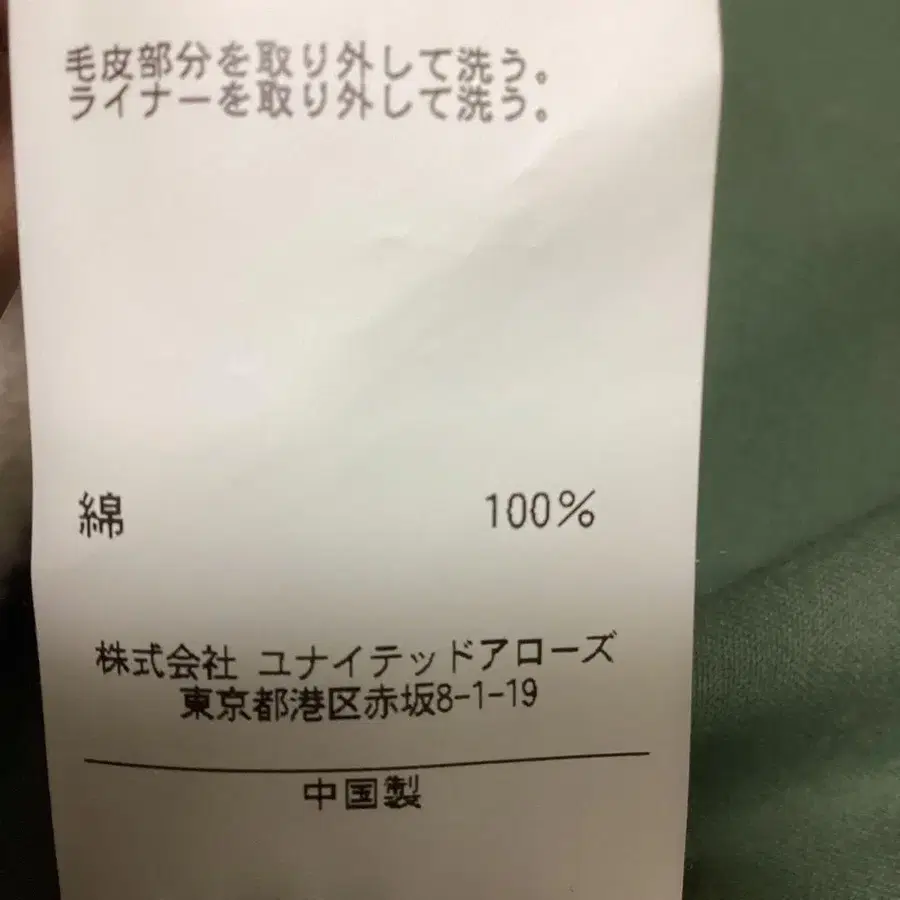 毛皮部分を取り外して洗う。
ライナーを取り外して洗う。
綿 100%
株式会社 ユナイテッドアローズ
東京都港区赤坂8-1-19
中国製